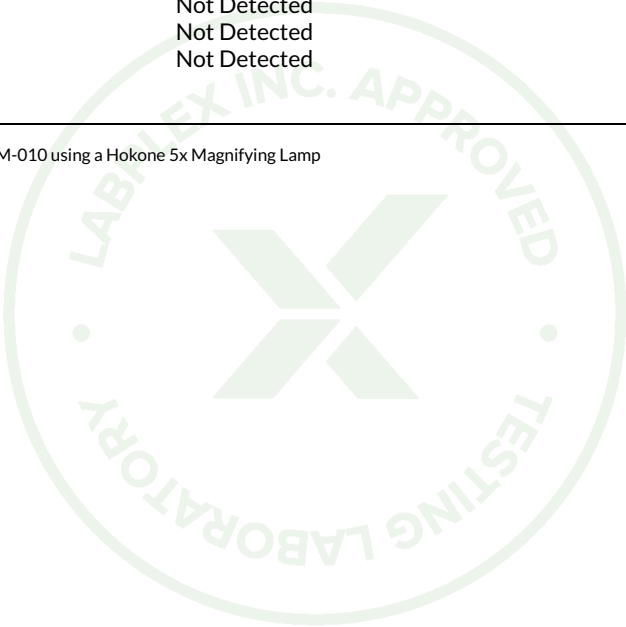 Not Detected
Not Detected
Not Detected
M-010 using a Hokone 5x Magnifying Lamp
LABFLEX INC. APPROVED
TESTING LABORATORY